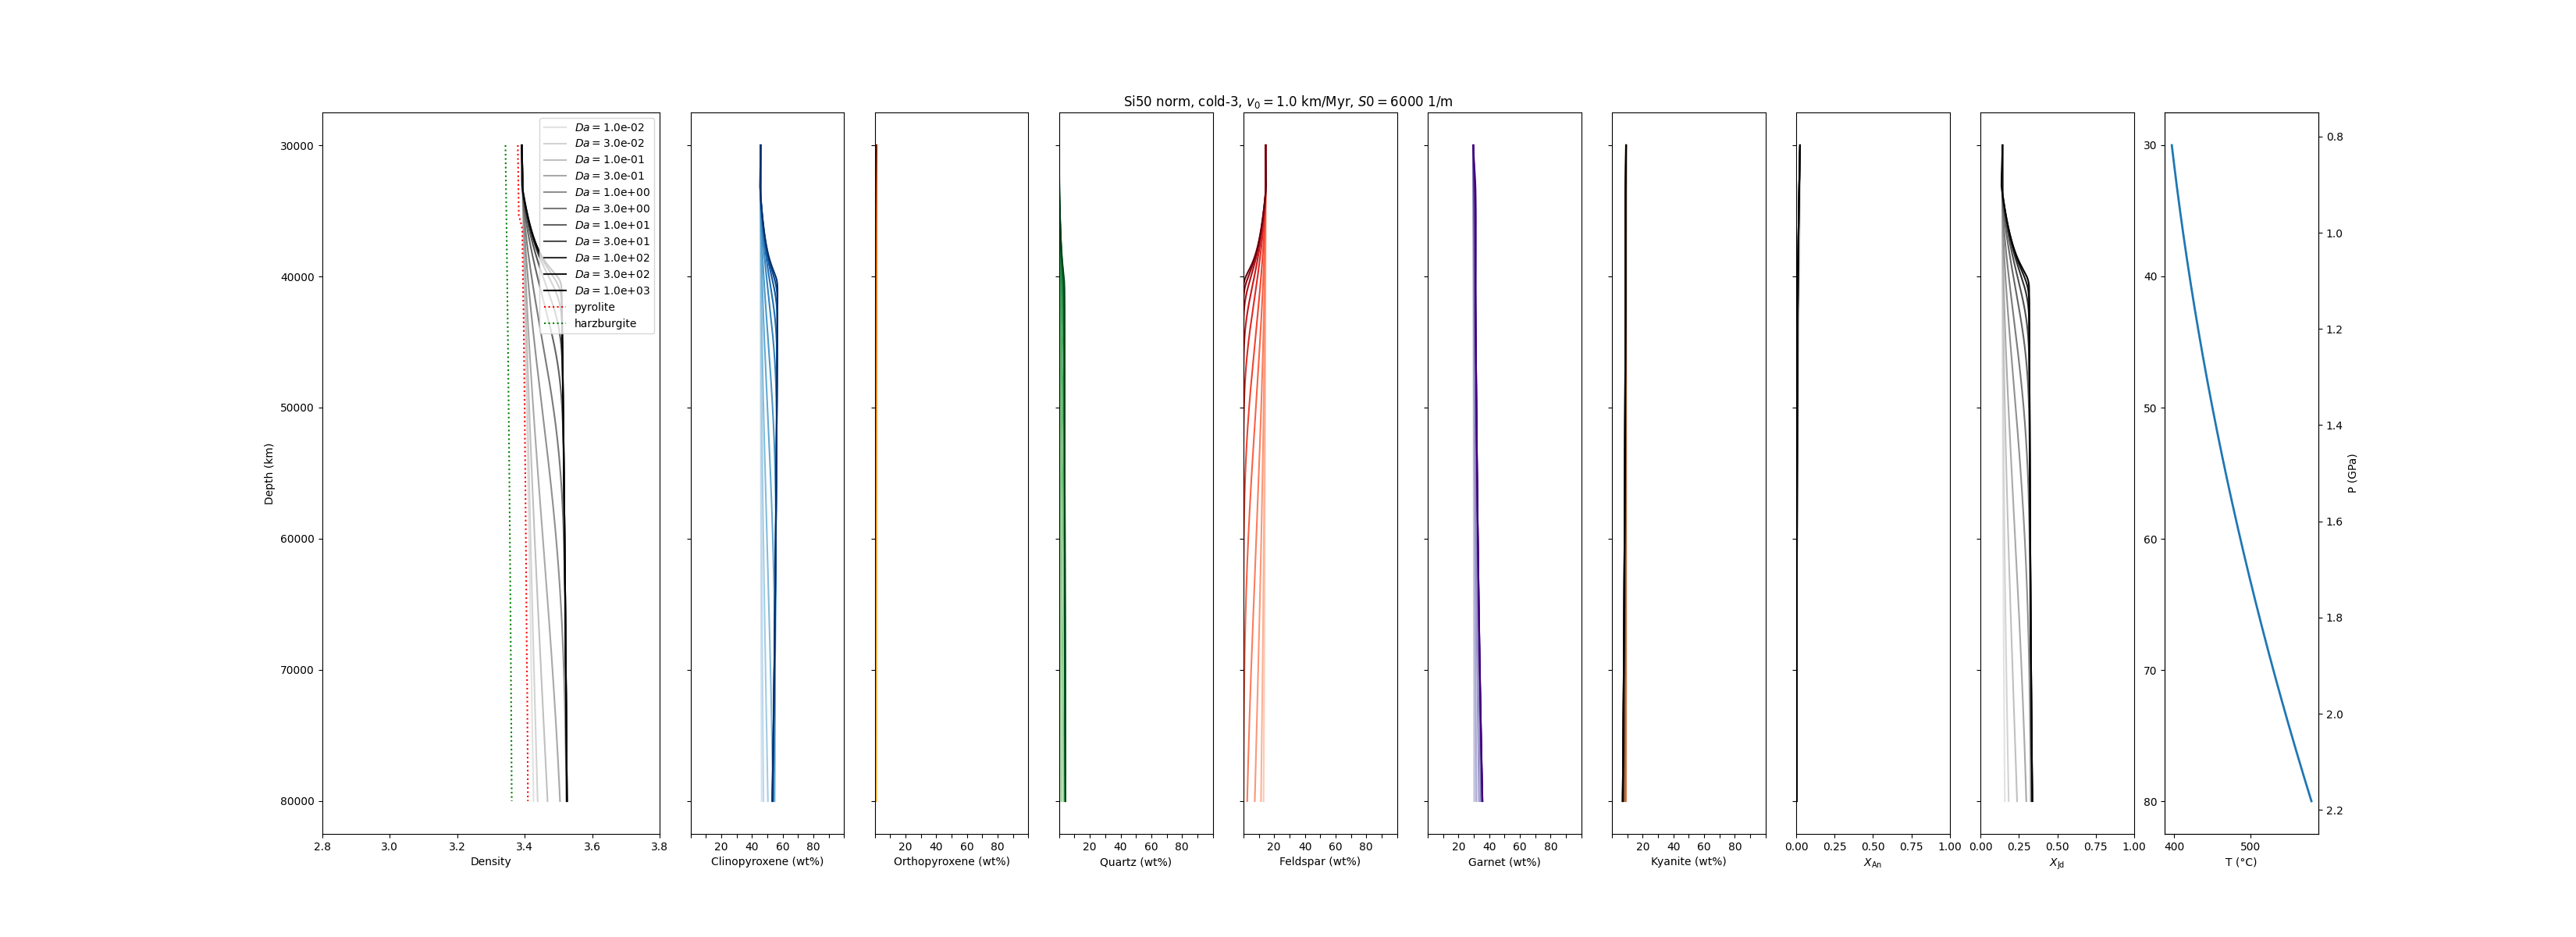 Si50 norm, cold-3, v₀ = 1.0 km/Myr, S0 = 6000 1/m
Da = 1.0e-02
Da = 3.0e-02
Da = 1.0e-01
Da = 3.0e-01
Da = 1.0e+00
Da = 3.0e+00
Da = 1.0e+01
Da = 3.0e+01
Da = 1.0e+02
Da = 3.0e+02
Da = 1.0e+03
pyrolite
harzburgite
Depth (km)
30000
40000
50000
60000
70000
80000
2.8 3.0 3.2 3.4 3.6 3.8
Density
20 40 60 80
Clinopyroxene (wt%)
20 40 60 80
Orthopyroxene (wt%)
20 40 60 80
Quartz (wt%)
20 40 60 80
Feldspar (wt%)
20 40 60 80
Garnet (wt%)
20 40 60 80
Kyanite (wt%)
0.00 0.25 0.50 0.75 1.00
X_An
0.00 0.25 0.50 0.75 1.00
X_Jd
30
40
50
60
70
80
400 500
T (°C)
0.8
1.0
1.2
1.4
1.6
1.8
2.0
2.2
P (GPa)